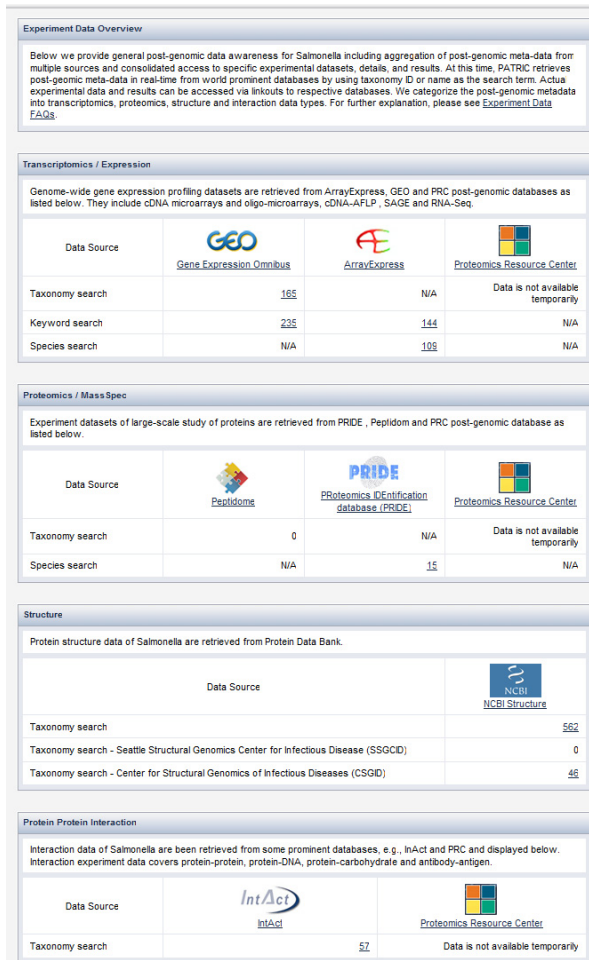 Experiment Data Overview
Below we provide general post-genomic data awareness for Salmonella including aggregation of post-genomic meta-data from
multiple sources and consolidated access to specific experimental datasets, details, and results. At this time, PATRIC retrieves
post-geomic meta-data in real-time from world prominent databases by using taxonomy ID or name as the search term. Actua
experimental data and results can be accessed via linkouts to respective databases. We categorize the post-genomic metadata
into transcriptomics, proteomics, structure and interaction data types. For further explanation, please see Experiment Data
FAQs.
Transcriptomics / Expression
Genome-wide gene expression profiling datasets are retrieved from ArrayExpress, GEO and PRC post-genomic databases as
listed below. They include cDNA microarrays and oligo-microarrays, cDNA-AFLP , SAGE and RNA-Seq.
GEO Æ
Data Source
Gene Expression Omnibus ArrayExpress Proteomics Resource Center
Taxonomy search 165 N/A Data is not available
temporarily
Keyword search 235 144 N/A
Species search N/A 109 N/A
Proteomics / MassSpec
Experiment datasets of large-scale study of proteins are retrieved from PRIDE , Peptidom and PRC post-genomic database as
listed below.
PRIDE
Data Source
Peptidome PRoteomics IDEntification
database (PRIDE) Proteomics Resource Center
Taxonomy search 0 N/A Data is not available
temporarily
Species search N/A 15 N/A
Structure
Protein structure data of Salmonella are retrieved from Protein Data Bank.
Data Source
NCBI
NCBI Structure
Taxonomy search 562
Taxonomy search - Seattle Structural Genomics Center for Infectious Disease (SSGCID) 0
Taxonomy search - Center for Structural Genomics of Infectious Diseases (CSGID) 46
Protein Protein Interaction
Interaction data of Salmonella are been retrieved from some prominent databases, e.g., InAct and PRC and displayed below.
Interaction experiment data covers protein-protein, protein-DNA, protein-carbohydrate and antibody-antigen.
IntAct
Data Source
IntAct Proteomics Resource Center
Taxonomy search 57 Data is not available temporarily